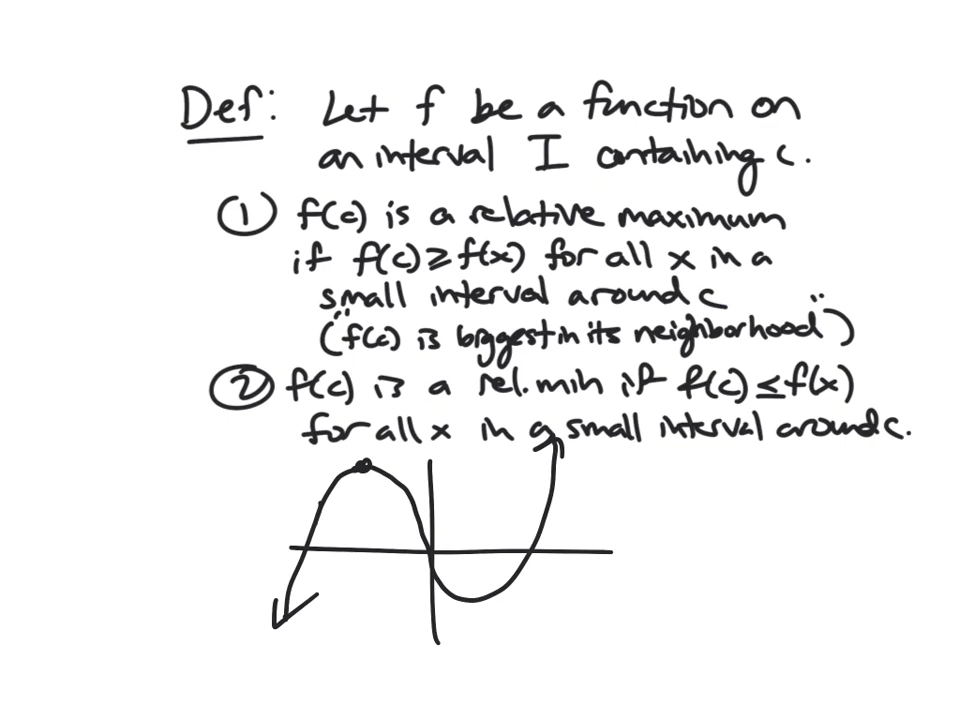 Def: Let f be a function on
an interval I containing c.
① f(c) is a relative maximum
if f(c) ≥ f(x) for all x in a
small interval around c
("f(c) is biggest in its neighborhood")
② f(c) is a rel. min if f(c) ≤ f(x)
for all x in a small interval around c.